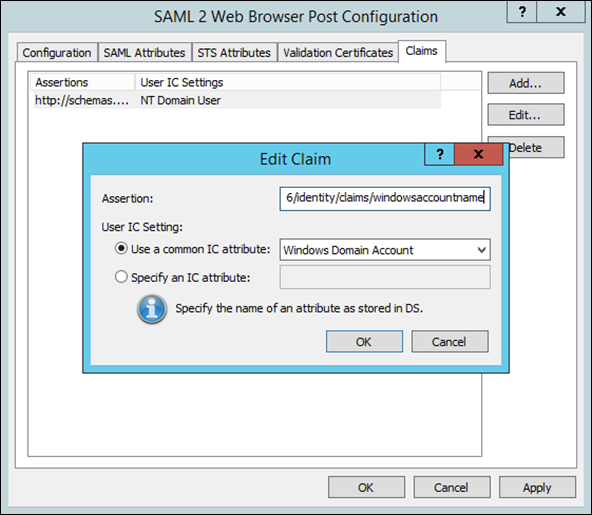 SAML 2 Web Browser Post Configuration
? X
Configuration SAML Attributes STS Attributes Validation Certificates Claims
Assertions User IC Settings
http://schemas.... NT Domain User
Add...
Edit...
Delete
Edit Claim
? X
Assertion: 6/identity/claims/windowsaccountname
User IC Setting:
Use a common IC attribute: Windows Domain Account
Specify an IC attribute:
Specify the name of an attribute as stored in DS.
OK Cancel
OK Cancel Apply